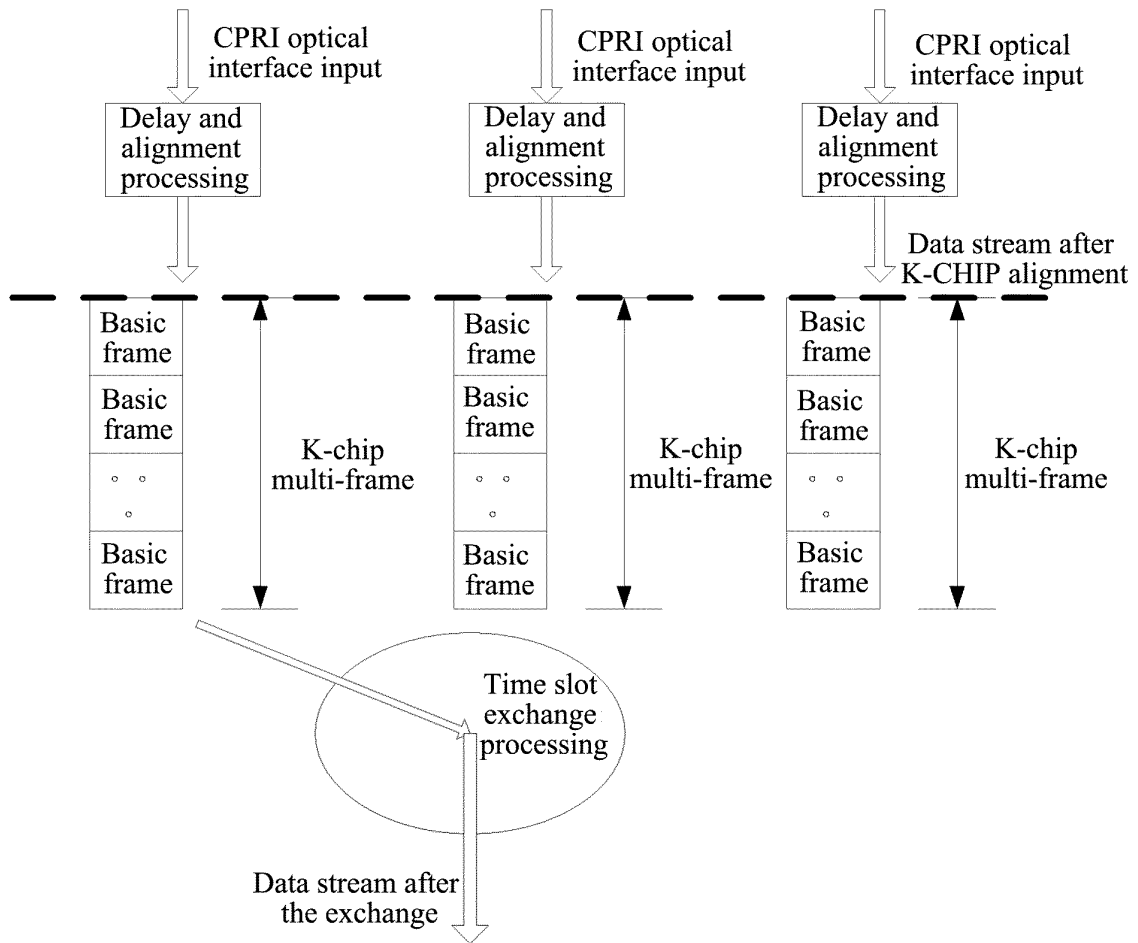 CPRI optical
interface input
CPRI optical
interface input
CPRI optical
interface input
Delay and
alignment
processing
Delay and
alignment
processing
Delay and
alignment
processing
Data stream after
K-CHIP alignment
Basic
frame
Basic
frame
Basic
frame
K-chip
multi-frame
Basic
frame
Basic
frame
Basic
frame
K-chip
multi-frame
Basic
frame
Basic
frame
Basic
frame
K-chip
multi-frame
Time slot
exchange
processing
Data stream after
the exchange